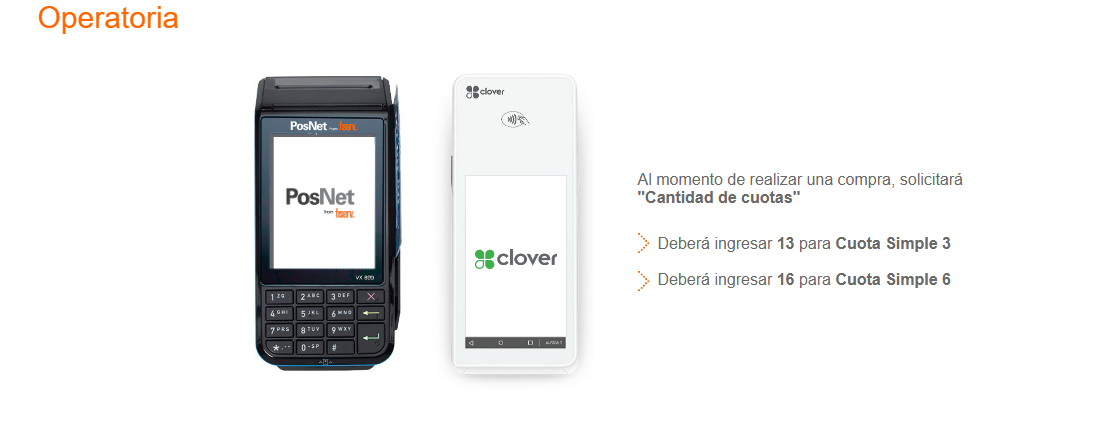 Operatoria
PosNet from fiserv.
PosNet
from fiserv.
VX 690
1 ZQ 2 ABC 3 DEF
4 GHI 5 JKL 6 MNO
7 PRS 8 TUV 9 WXY
* ,'" 0 -SP #
clover
clover
Al momento de realizar una compra, solicitará
"Cantidad de cuotas"
Deberá ingresar 13 para Cuota Simple 3
Deberá ingresar 16 para Cuota Simple 6